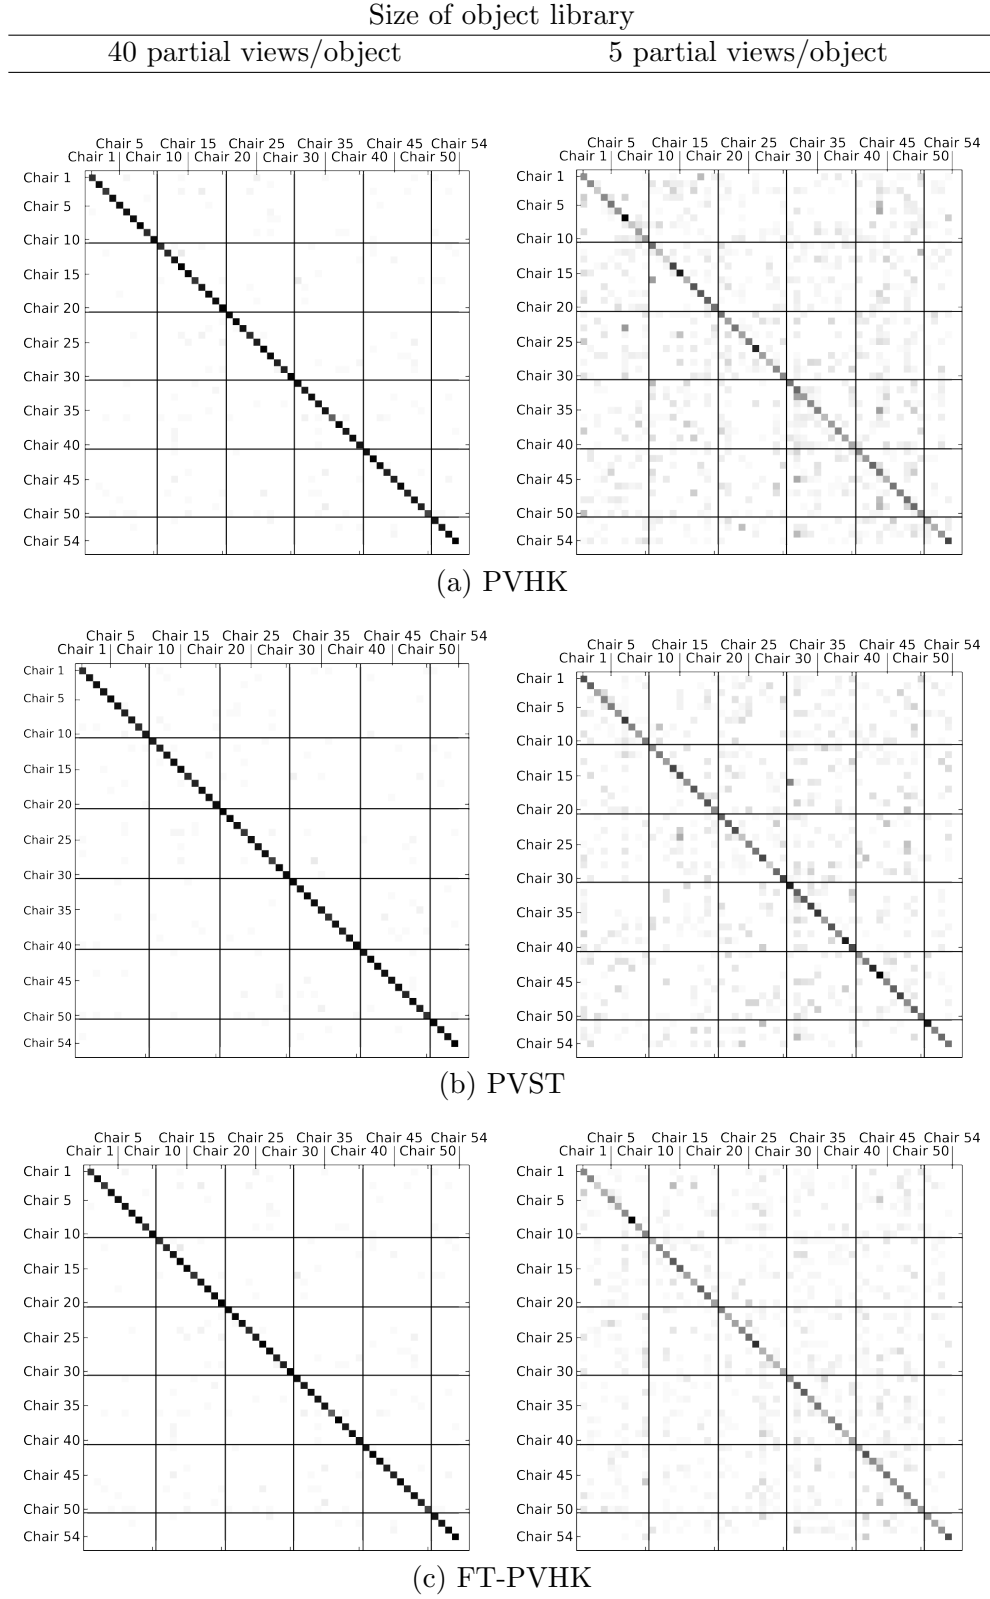 Size of object library
40 partial views/object 5 partial views/object
Chair 5 Chair 15 Chair 25 Chair 35 Chair 45 Chair 54
Chair 1 Chair 10 Chair 20 Chair 30 Chair 40 Chair 50
Chair 1
Chair 5
Chair 10
Chair 15
Chair 20
Chair 25
Chair 30
Chair 35
Chair 40
Chair 45
Chair 50
Chair 54
Chair 5 Chair 15 Chair 25 Chair 35 Chair 45 Chair 54
Chair 1 Chair 10 Chair 20 Chair 30 Chair 40 Chair 50
Chair 1
Chair 5
Chair 10
Chair 15
Chair 20
Chair 25
Chair 30
Chair 35
Chair 40
Chair 45
Chair 50
Chair 54
(a) PVHK
Chair 5 Chair 15 Chair 25 Chair 35 Chair 45 Chair 54
Chair 1 Chair 10 Chair 20 Chair 30 Chair 40 Chair 50
Chair 1
Chair 5
Chair 10
Chair 15
Chair 20
Chair 25
Chair 30
Chair 35
Chair 40
Chair 45
Chair 50
Chair 54
Chair 5 Chair 15 Chair 25 Chair 35 Chair 45 Chair 54
Chair 1 Chair 10 Chair 20 Chair 30 Chair 40 Chair 50
Chair 1
Chair 5
Chair 10
Chair 15
Chair 20
Chair 25
Chair 30
Chair 35
Chair 40
Chair 45
Chair 50
Chair 54
(b) PVST
Chair 5 Chair 15 Chair 25 Chair 35 Chair 45 Chair 54
Chair 1 Chair 10 Chair 20 Chair 30 Chair 40 Chair 50
Chair 1
Chair 5
Chair 10
Chair 15
Chair 20
Chair 25
Chair 30
Chair 35
Chair 40
Chair 45
Chair 50
Chair 54
Chair 5 Chair 15 Chair 25 Chair 35 Chair 45 Chair 54
Chair 1 Chair 10 Chair 20 Chair 30 Chair 40 Chair 50
Chair 1
Chair 5
Chair 10
Chair 15
Chair 20
Chair 25
Chair 30
Chair 35
Chair 40
Chair 45
Chair 50
Chair 54
(c) FT-PVHK